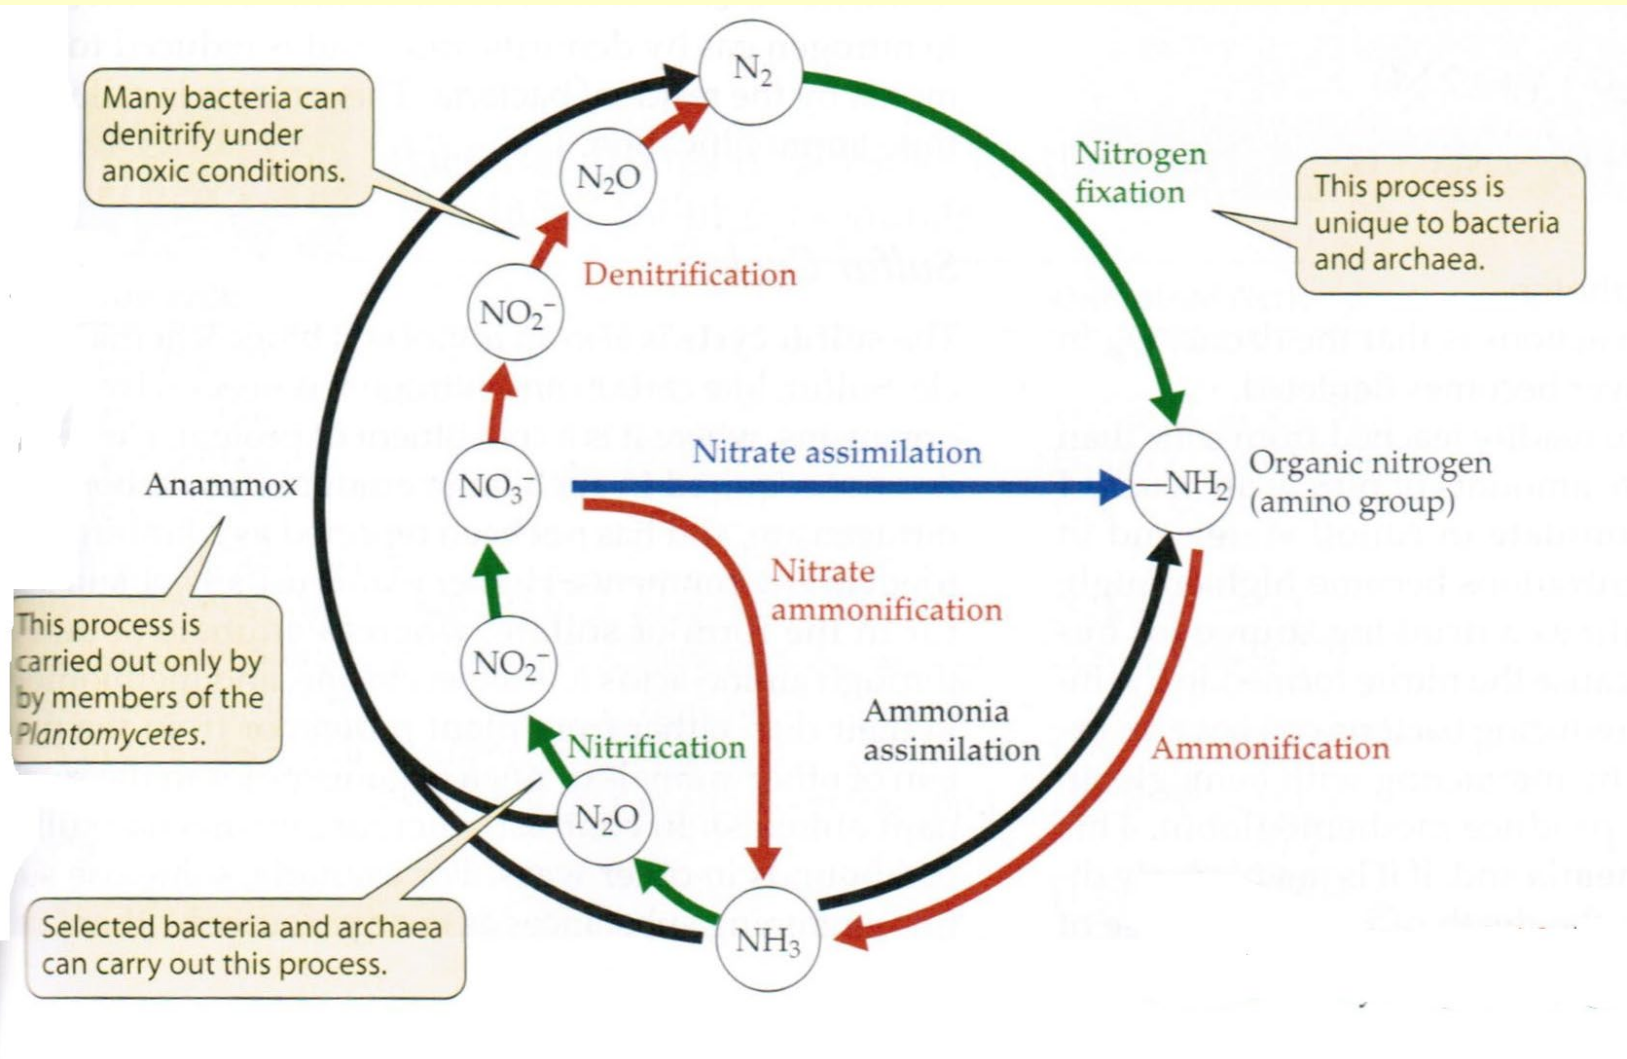 N₂
Many bacteria can
denitrify under
anoxic conditions.
N₂O
Nitrogen
fixation
This process is
unique to bacteria
and archaea.
Denitrification
NO₂⁻
Nitrate assimilation
Anammox
NO₃⁻
—NH₂
Organic nitrogen
(amino group)
Nitrate
ammonification
This process is
carried out only by
by members of the
Plantomycetes.
NO₂⁻
Ammonia
assimilation
Nitrification
Ammonification
N₂O
Selected bacteria and archaea
can carry out this process.
NH₃